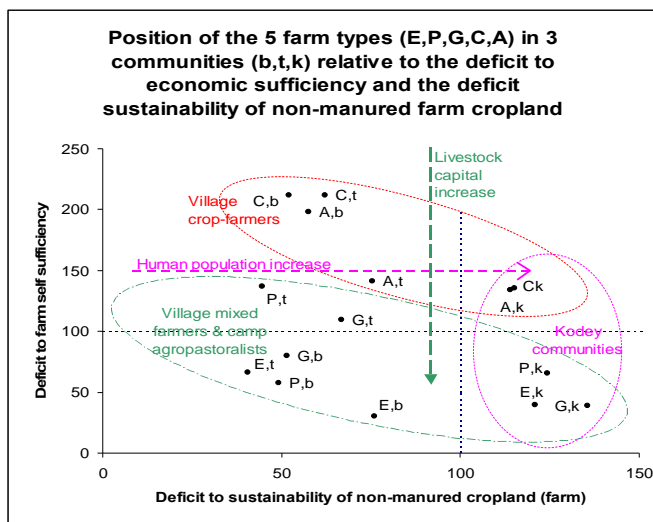 Position of the 5 farm types (E,P,G,C,A) in 3
communities (b,t,k) relative to the deficit to
economic sufficiency and the deficit
sustainability of non-manured farm cropland
Deficit to farm self sufficiency
250
200
150
100
50
0
Livestock
capital
increase
C,b
C,t
A,b
Village
crop-farmers
Human population increase
A,t
Ck
A,k
P,t
G,t
Village mixed
farmers & camp
agropastoralists
Kodey
communities
G,b
E,t
P,b
E,b
P,k
E,k
G,k
0
50
100
150
Deficit to sustainability of non-manured cropland (farm)